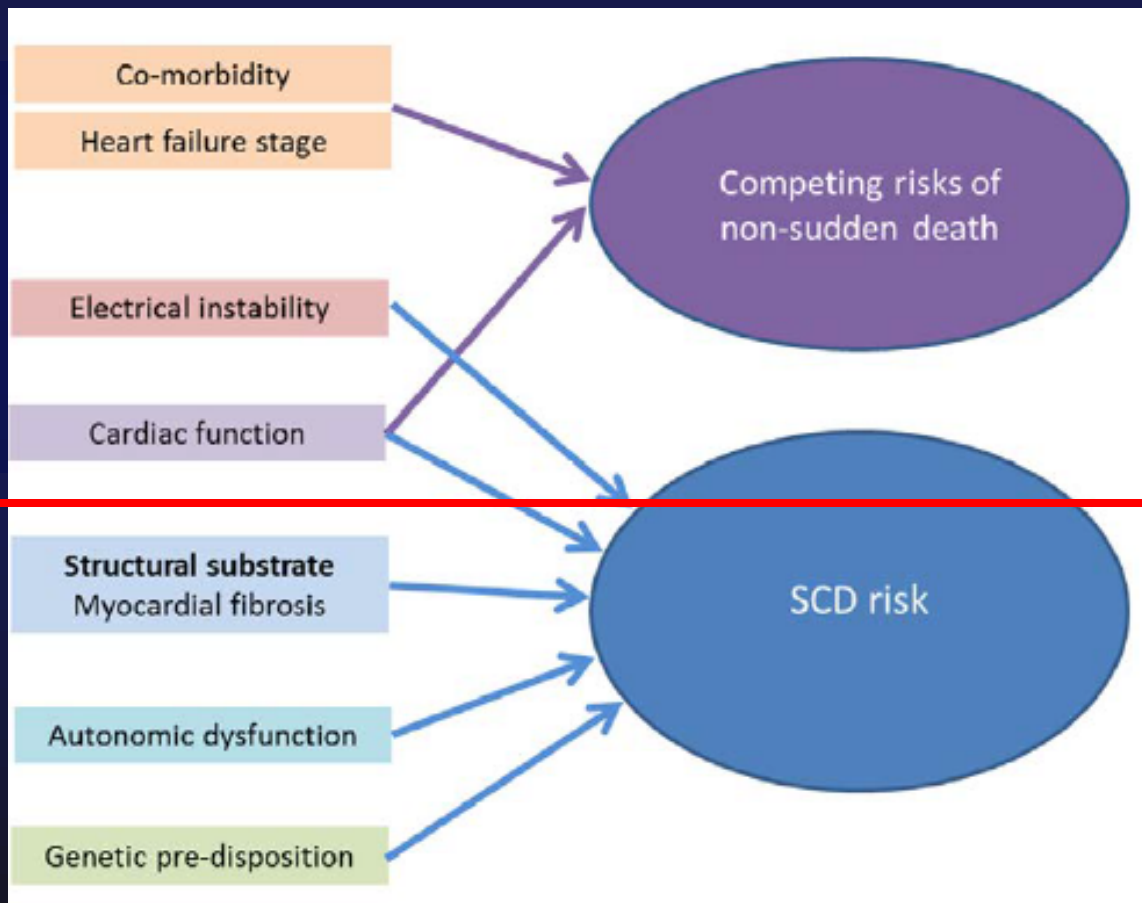 Co-morbidity
Heart failure stage
Competing risks of
non-sudden death
Electrical instability
Cardiac function
Structural substrate
Myocardial fibrosis
SCD risk
Autonomic dysfunction
Genetic pre-disposition